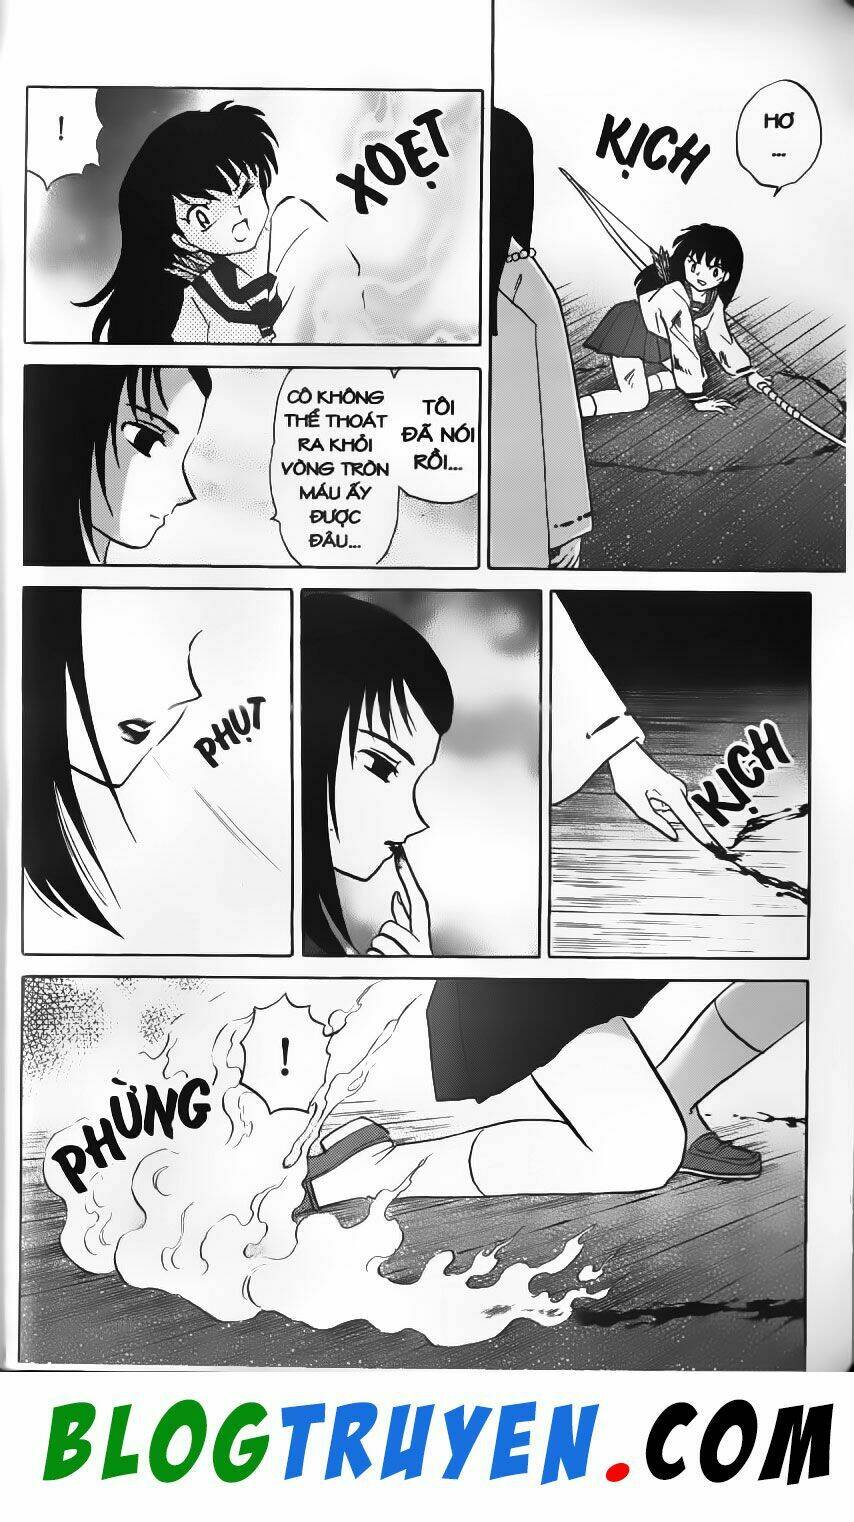 HƠ
...
KỊCH
XOẸT
!
TÔI
ĐÃ NÓI
RỒI...
CÔ KHÔNG
THỂ THOÁT
RA KHỎI
VÒNG TRÒN
MÁU ẤY
ĐƯỢC
ĐÂU...
KỊCH
PHỤT
!
PHỪNG
BLOGTRUYEN.COM